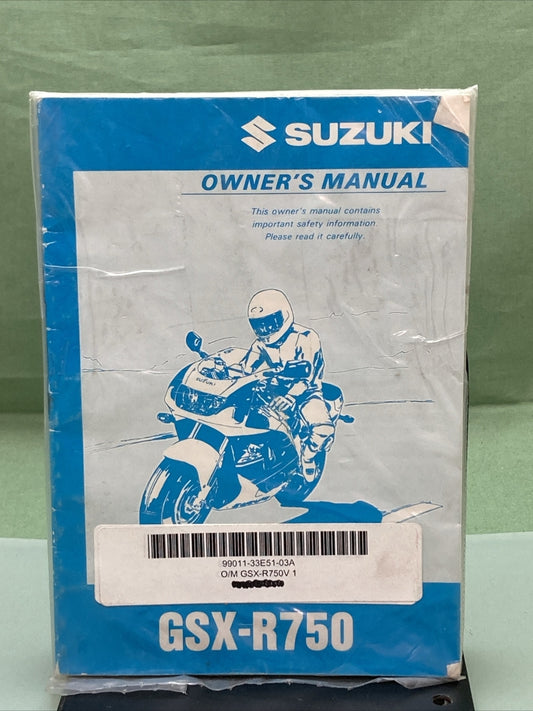 SUZUKI
OWNER'S MANUAL
This owner's manual contains
important safety information.
Please read it carefully.
SUZUKI
99011-33E51-03A
O/M GSX-R750V 1
GSX-R750